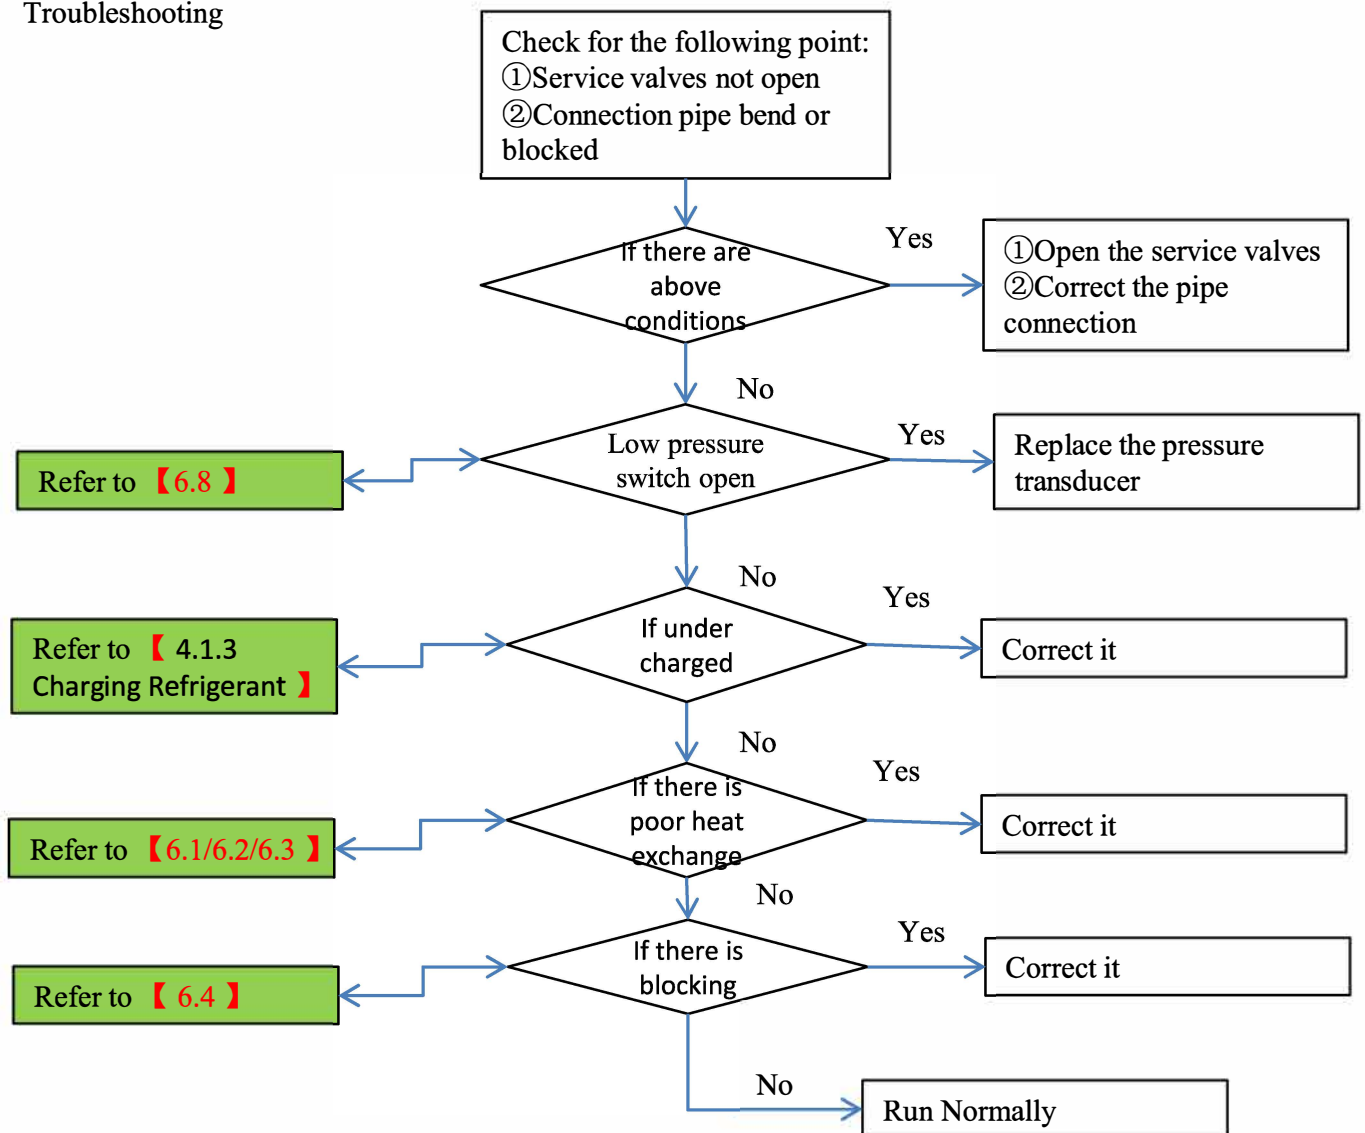 Troubleshooting
Check for the following point:
①Service valves not open
②Connection pipe bend or
blocked
If there are
above
conditions
Yes
①Open the service valves
②Correct the pipe
connection
No
Low pressure
switch open
Yes
Replace the pressure
transducer
Refer to 【6.8 】
No
If under
charged
Yes
Correct it
Refer to 【 4.1.3
Charging Refrigerant 】
No
If there is
poor heat
exchange
Yes
Correct it
Refer to 【6.1/6.2/6.3 】
No
If there is
blocking
Yes
Correct it
Refer to 【 6.4 】
No
Run Normally